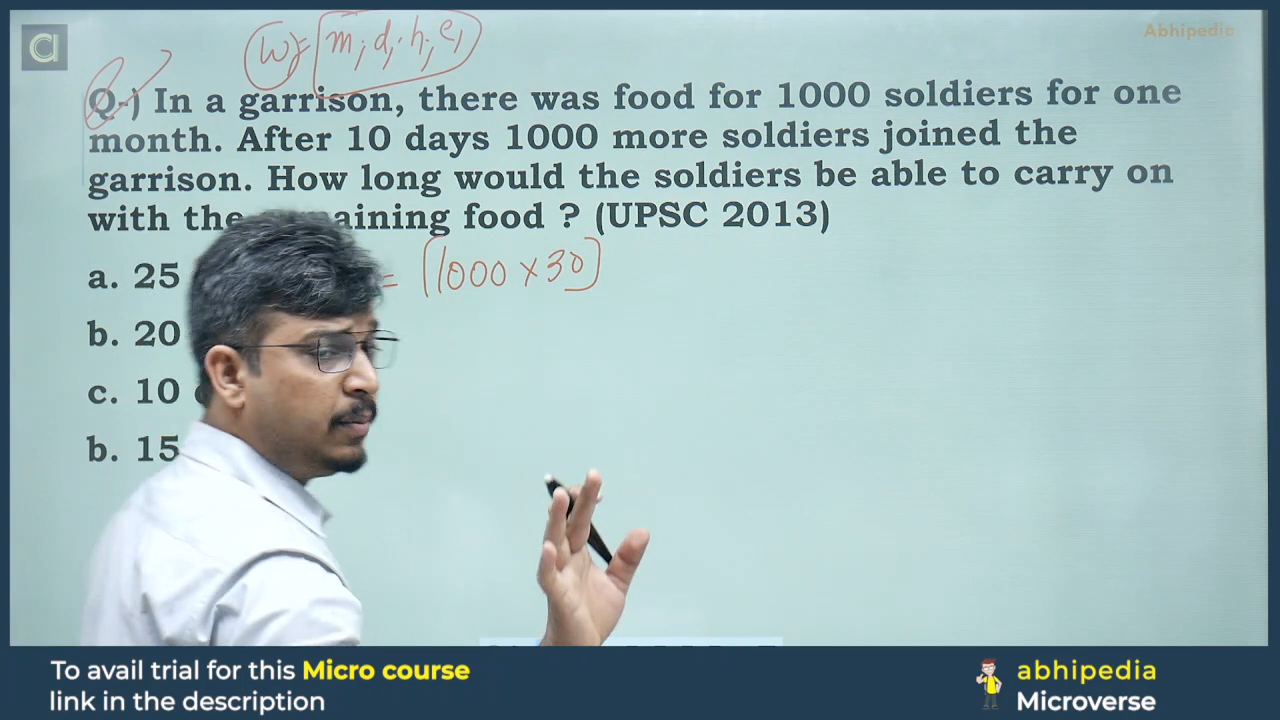 Abhipedia
(W) = [m, d, h, e,]
Q-) In a garrison, there was food for 1000 soldiers for one
month. After 10 days 1000 more soldiers joined the
garrison. How long would the soldiers be able to carry on
with the food ? (UPSC 2013)
a. 25 = [1000 × 30]
b. 20
c. 10
b. 15
To avail trial for this Micro course
link in the description
abhipedia
Microverse